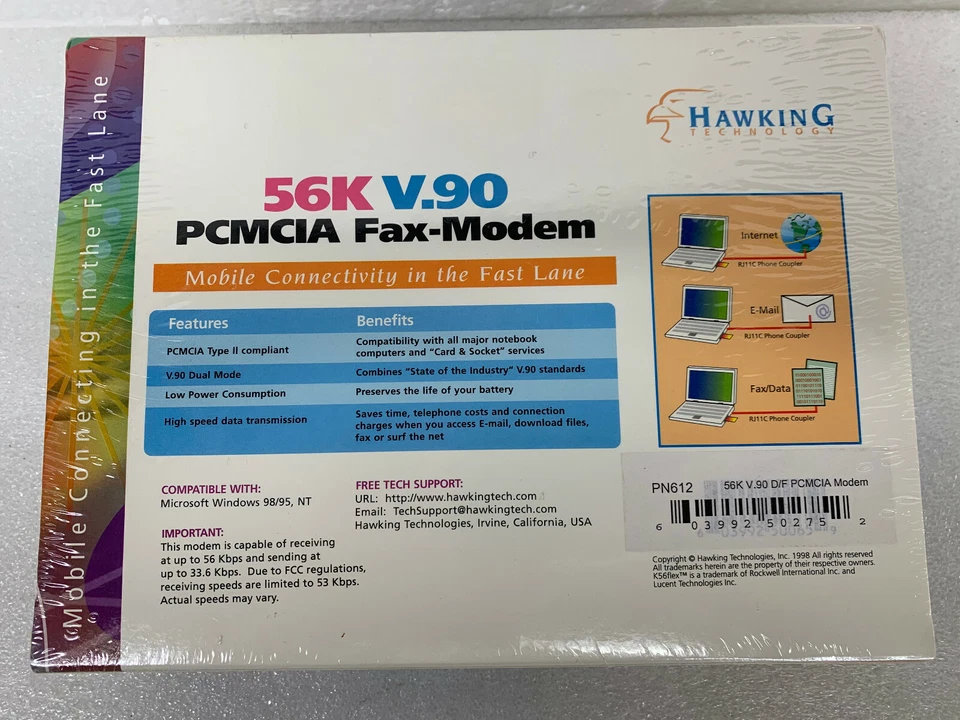 «Mobile Connecting in the Fast Lane
HAWKING
TECHNOLOGY
56K V.90
PCMCIA Fax-Modem
Mobile Connectivity in the Fast Lane
Features Benefits
PCMCIA Type II compliant
Compatibility with all major notebook
computers and “Card & Socket” services
V.90 Dual Mode
Combines “State of the Industry” V.90 standards
Low Power Consumption
Preserves the life of your battery
High speed data transmission
Saves time, telephone costs and connection
charges when you access E-mail, download files,
fax or surf the net
Internet
RJ11C Phone Coupler
E-Mail
@
RJ11C Phone Coupler
Fax/Data
RJ11C Phone Coupler
COMPATIBLE WITH:
Microsoft Windows 98/95, NT
IMPORTANT:
This modem is capable of receiving
at up to 56 Kbps and sending at
up to 33.6 Kbps. Due to FCC regulations,
receiving speeds are limited to 53 Kbps.
Actual speeds may vary.
FREE TECH SUPPORT:
URL: http://www.hawkingtech.com
Email: TechSupport@hawkingtech.com
Hawking Technologies, Irvine, California, USA
PN612 56K V.90 D/F PCMCIA Modem
6 03992 50275 2
Copyright © Hawking Technologies, Inc. 1998 All rights reserved
All trademarks herein are the property of their respective owners.
K56flex™ is a trademark of Rockwell International Inc. and
Lucent Technologies Inc.